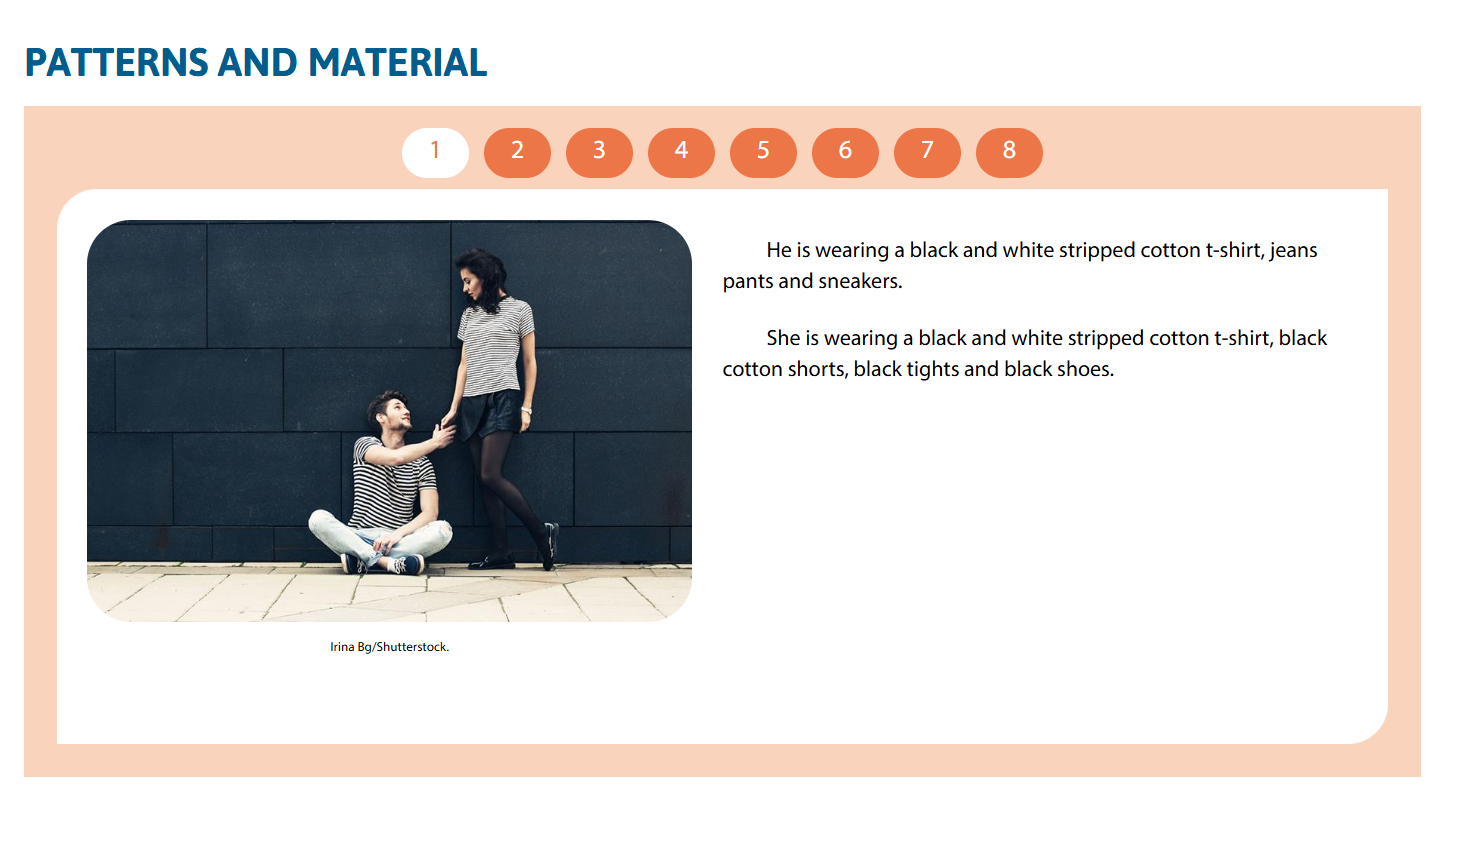 PATTERNS AND MATERIAL
1 2 3 4 5 6 7 8
He is wearing a black and white stripped cotton t-shirt, jeans
pants and sneakers.
She is wearing a black and white stripped cotton t-shirt, black
cotton shorts, black tights and black shoes.
Irina Bg/Shutterstock.